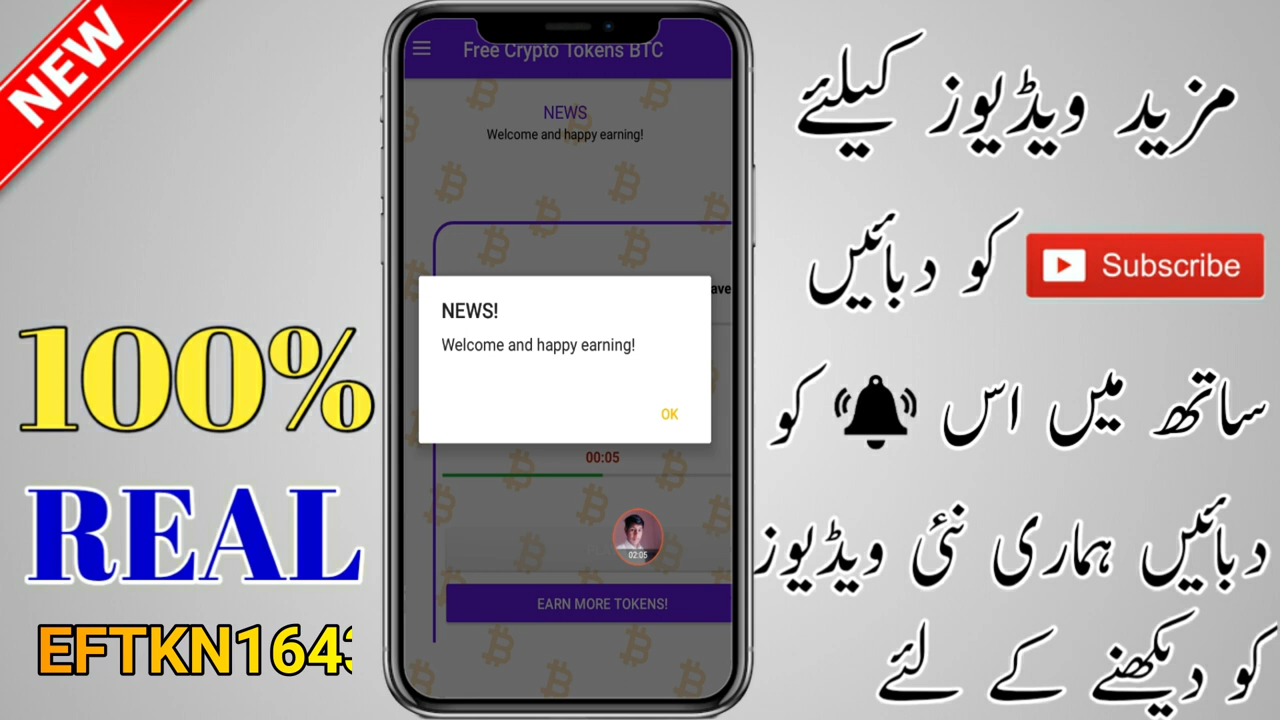 NEW
100%
REAL
EFTKN1643
Free Crypto Tokens BTC
NEWS
Welcome and happy earning!
NEWS!
Welcome and happy earning!
OK
00:05
02:05
EARN MORE TOKENS!
مزید ویڈیوز کیلئے
Subscribe کو دبائیں
ساتھ میں اس کو
دبائیں ہماری نئی ویڈیوز
کو دیکھنے کے لئے